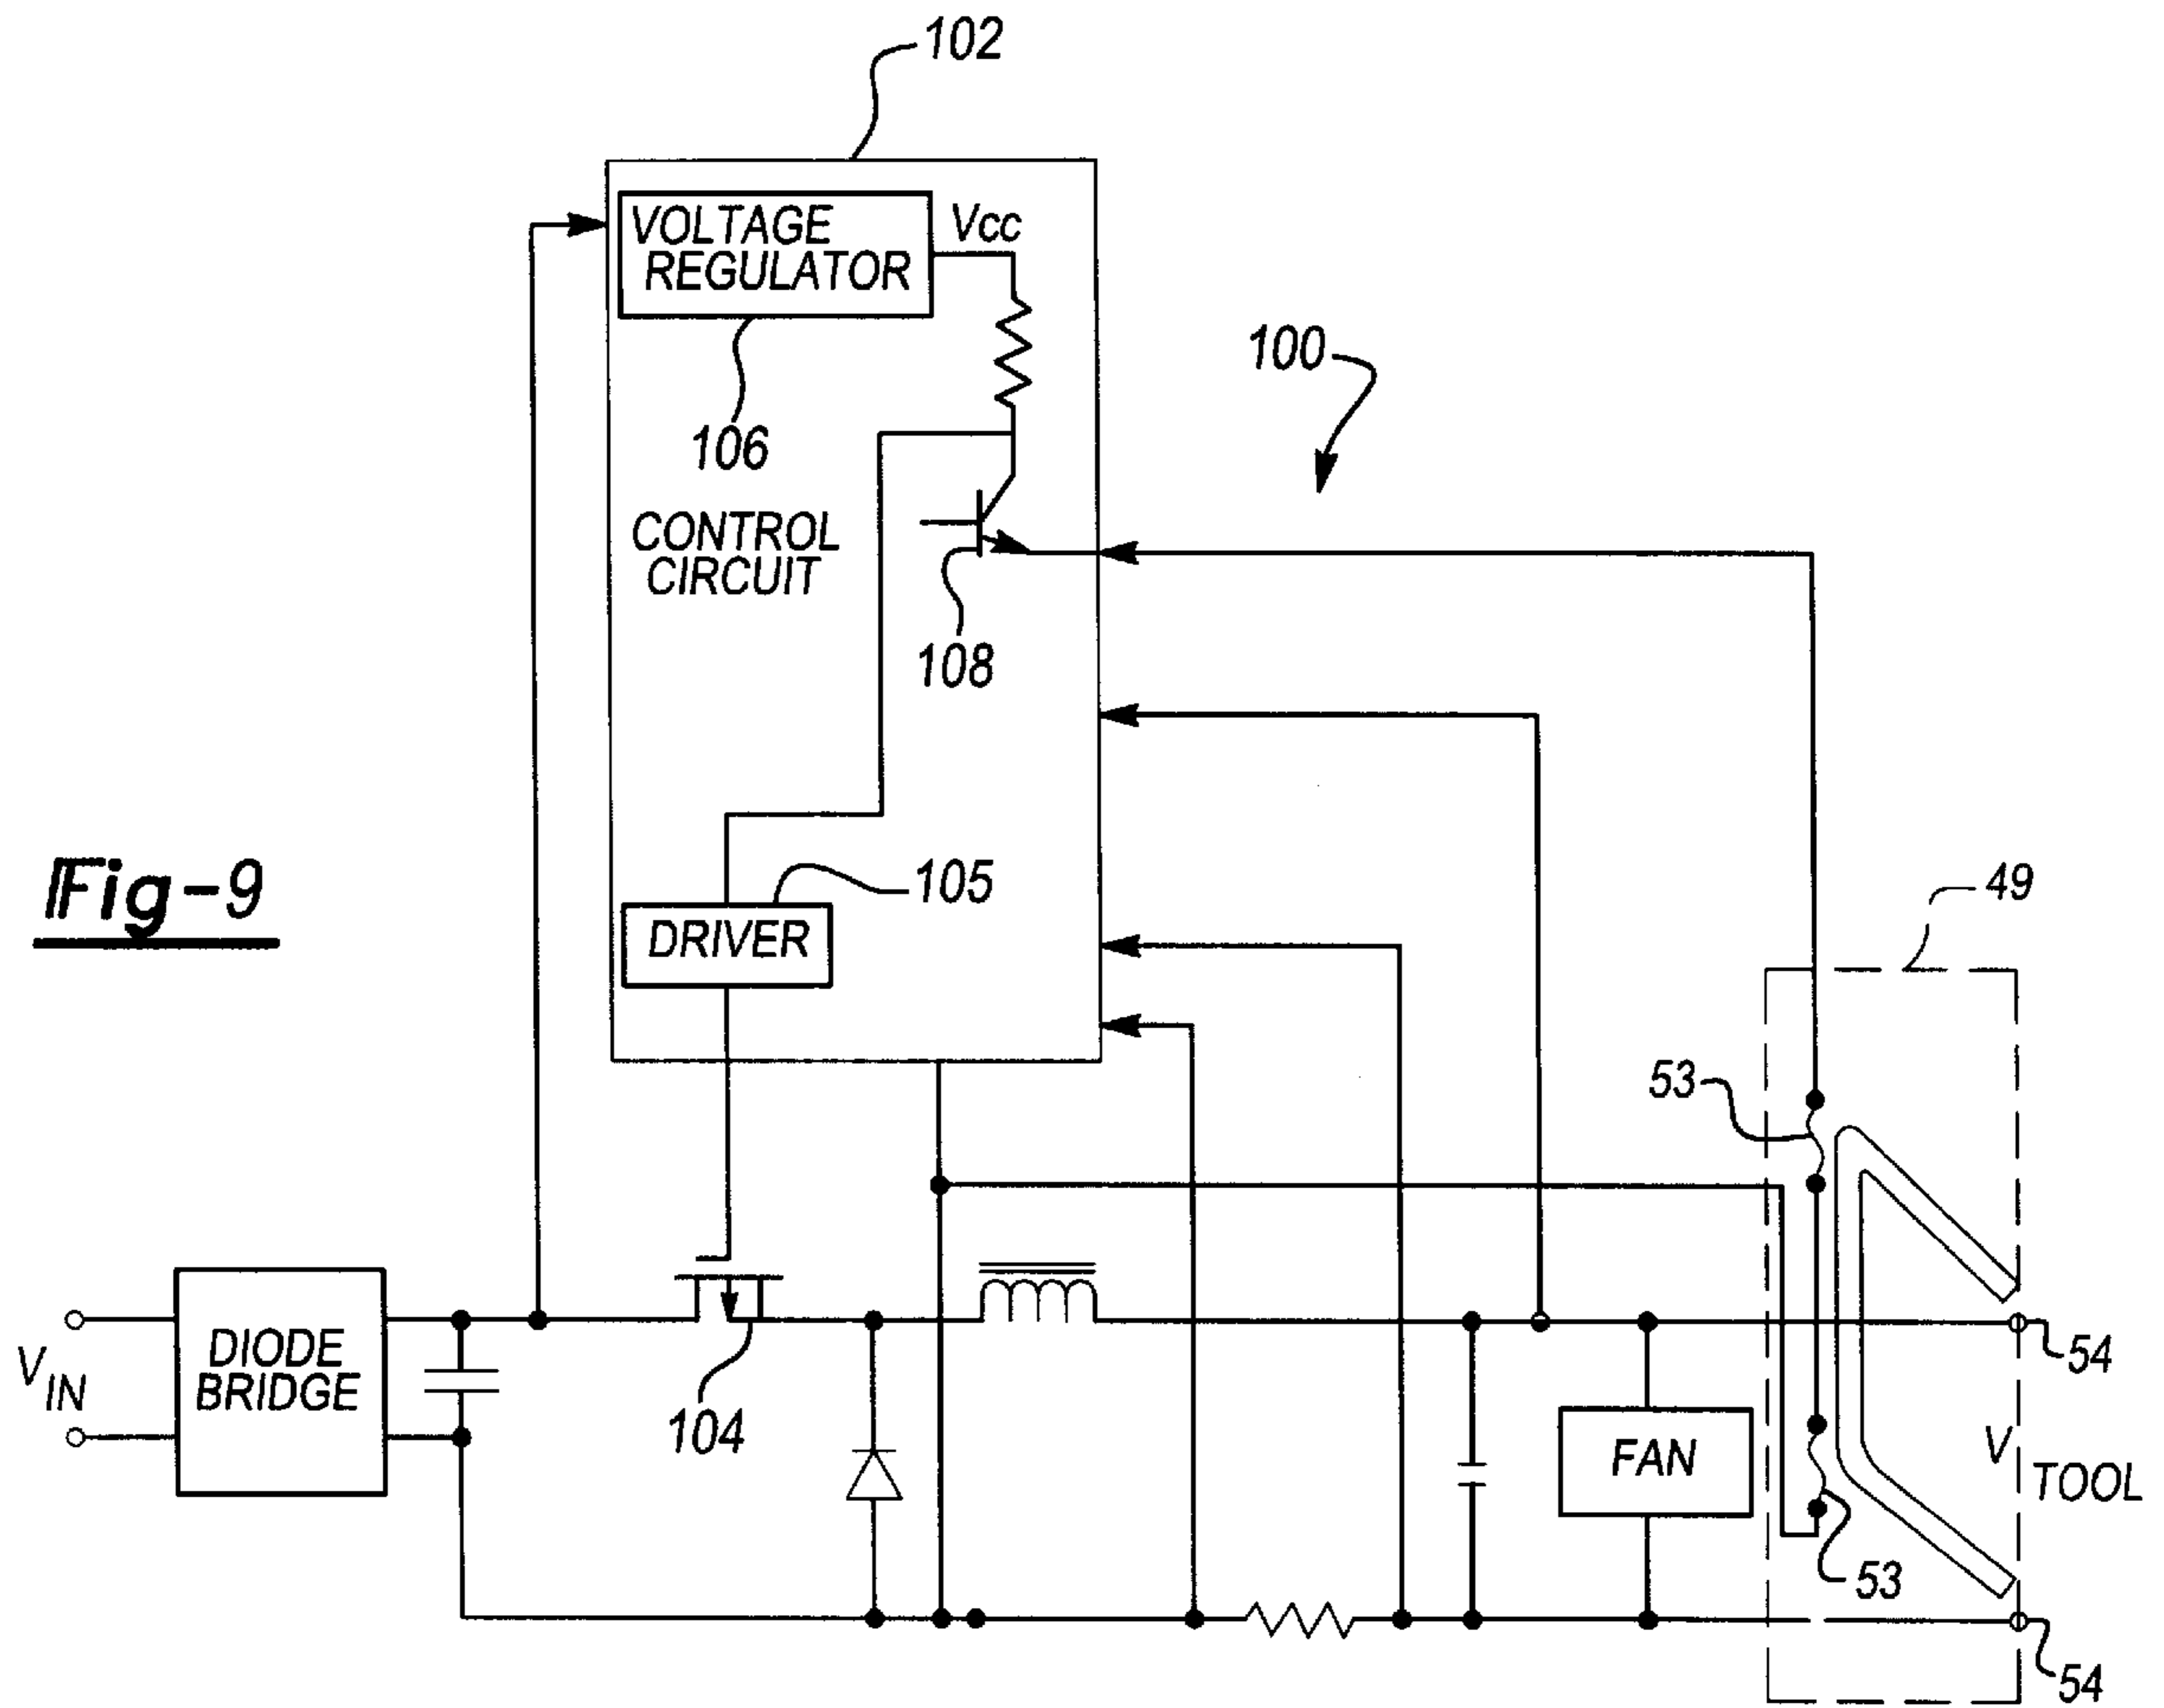 102
VOLTAGE
REGULATOR
Vcc
106
100
CONTROL
CIRCUIT
108
Fig-9
105
DRIVER
49
53
DIODE
BRIDGE
VIN
104
FAN
54
V
TOOL
53
54